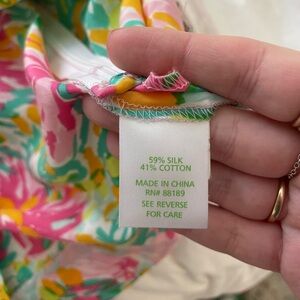 59% SILK
41% COTTON
MADE IN CHINA
RN# 88189
SEE REVERSE
FOR CARE